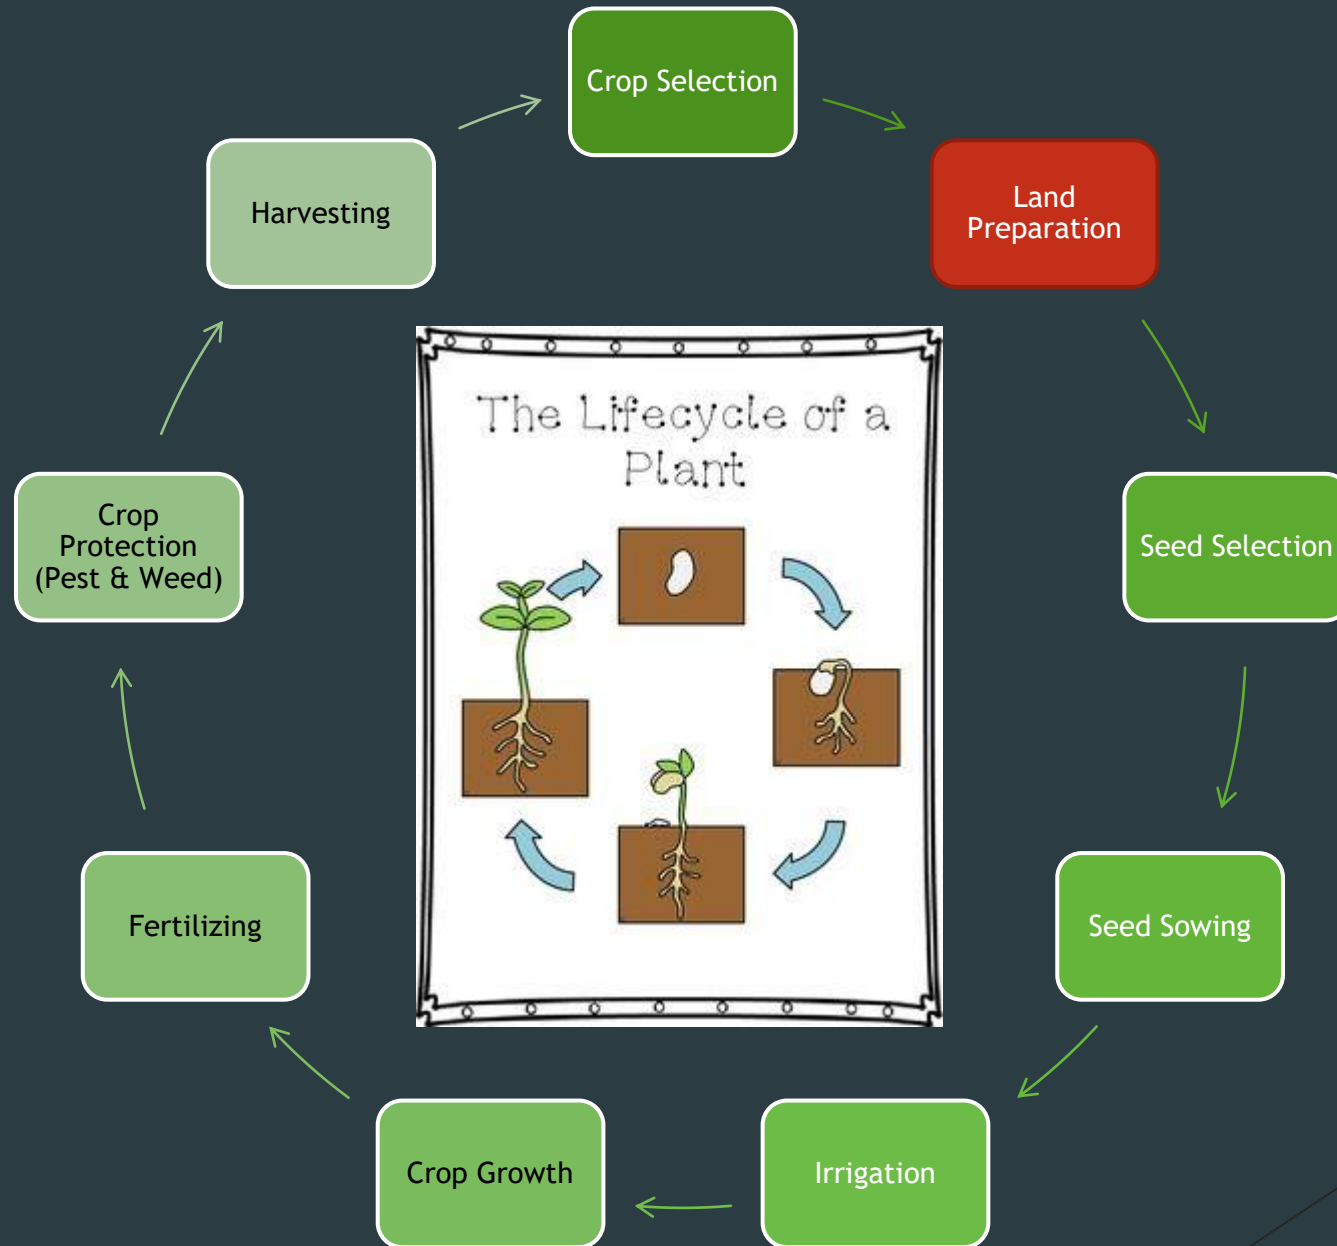 Crop Selection
Land
Preparation
Seed Selection
Seed Sowing
Irrigation
Crop Growth
Fertilizing
Crop
Protection
(Pest & Weed)
Harvesting
The Lifecycle of a
Plant